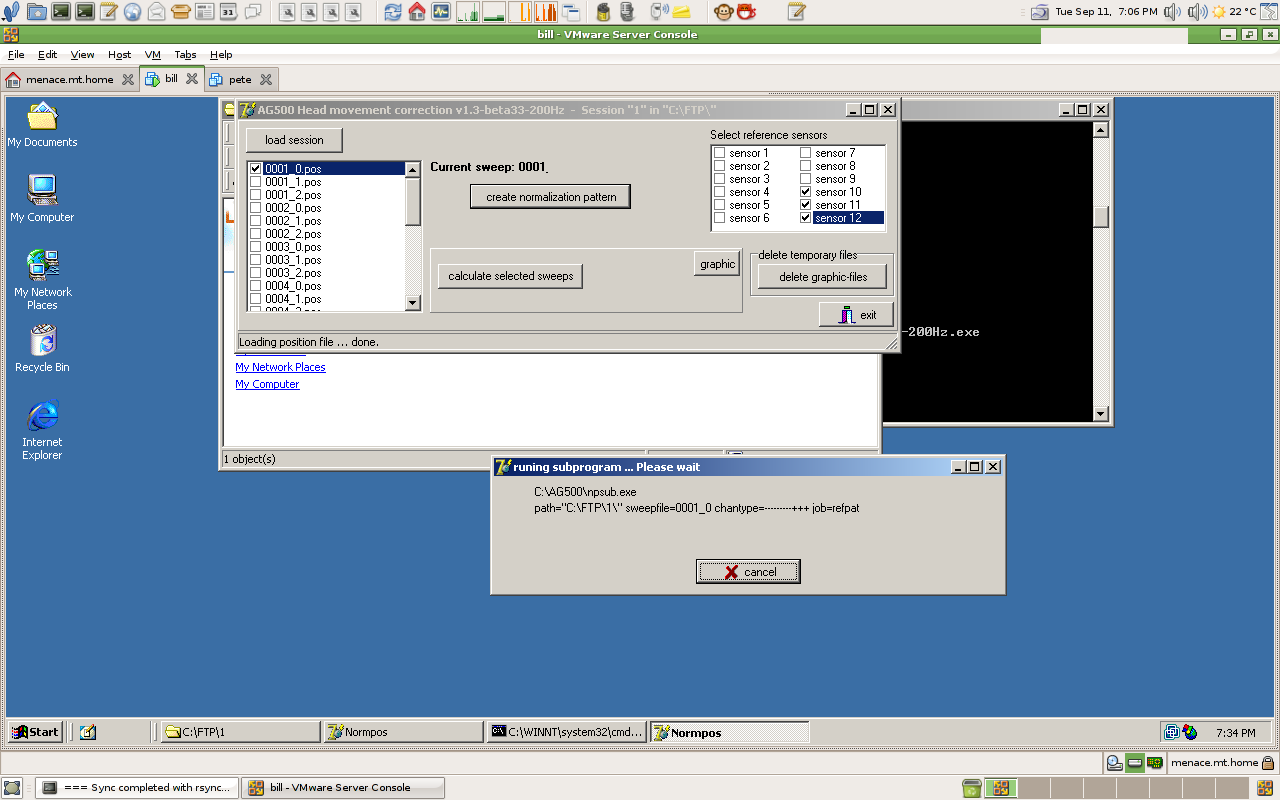 31
Tue Sep 11, 7:06 PM
22 °C
bill - VMware Server Console
File Edit View Host VM Tabs Help
menace.mt.home
bill
pete
My Documents
My Computer
My Network Places
Recycle Bin
Internet Explorer
AG500 Head movement correction v1.3-beta33-200Hz - Session "1" in "C:\FTP\"
load session
0001_0.pos
0001_1.pos
0001_2.pos
0002_0.pos
0002_1.pos
0002_2.pos
0003_0.pos
0003_1.pos
0003_2.pos
0004_0.pos
0004_1.pos
Current sweep: 0001
create normalization pattern
Select reference sensors
sensor 1
sensor 2
sensor 3
sensor 4
sensor 5
sensor 6
sensor 7
sensor 8
sensor 9
sensor 10
sensor 11
sensor 12
calculate selected sweeps
graphic
delete temporary files
delete graphic-files
exit
Loading position file ... done.
-200Hz.exe
My Network Places
My Computer
1 object(s)
runing subprogram ... Please wait
C:\AG500\npsub.exe
path="C:\FTP\1\" sweepfile=0001_0 chantype=---------+++ job=refpat
cancel
Start
C:\FTP\1
Normpos
C:\WINNT\system32\cmd...
Normpos
7:34 PM
menace.mt.home
=== Sync completed with rsync...
bill - VMware Server Console